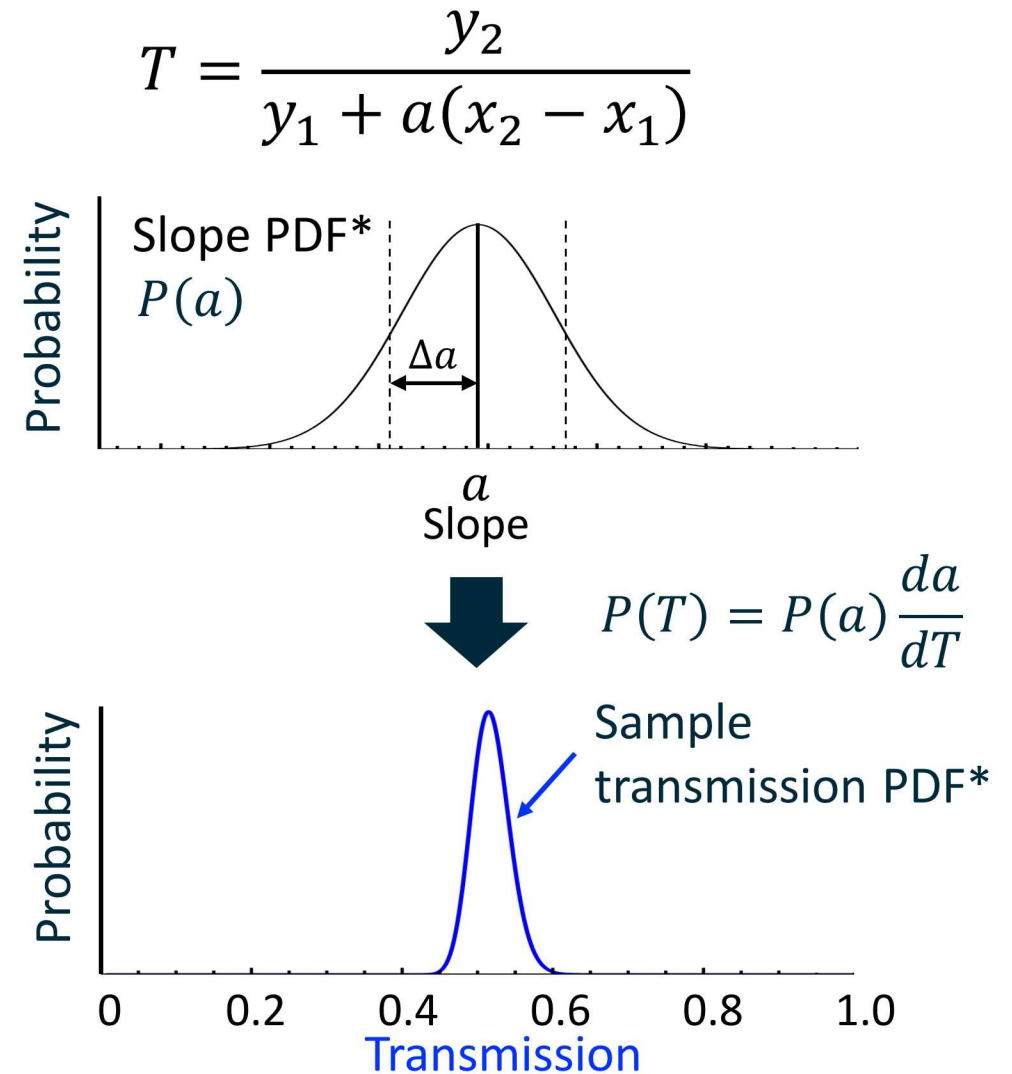 T = y₂ / (y₁ + a(x₂ − x₁))
Probability
Slope PDF*
P(a)
Δa
a
Slope
P(T) = P(a) da/dT
Probability
Sample
transmission PDF*
0 0.2 0.4 0.6 0.8 1.0
Transmission